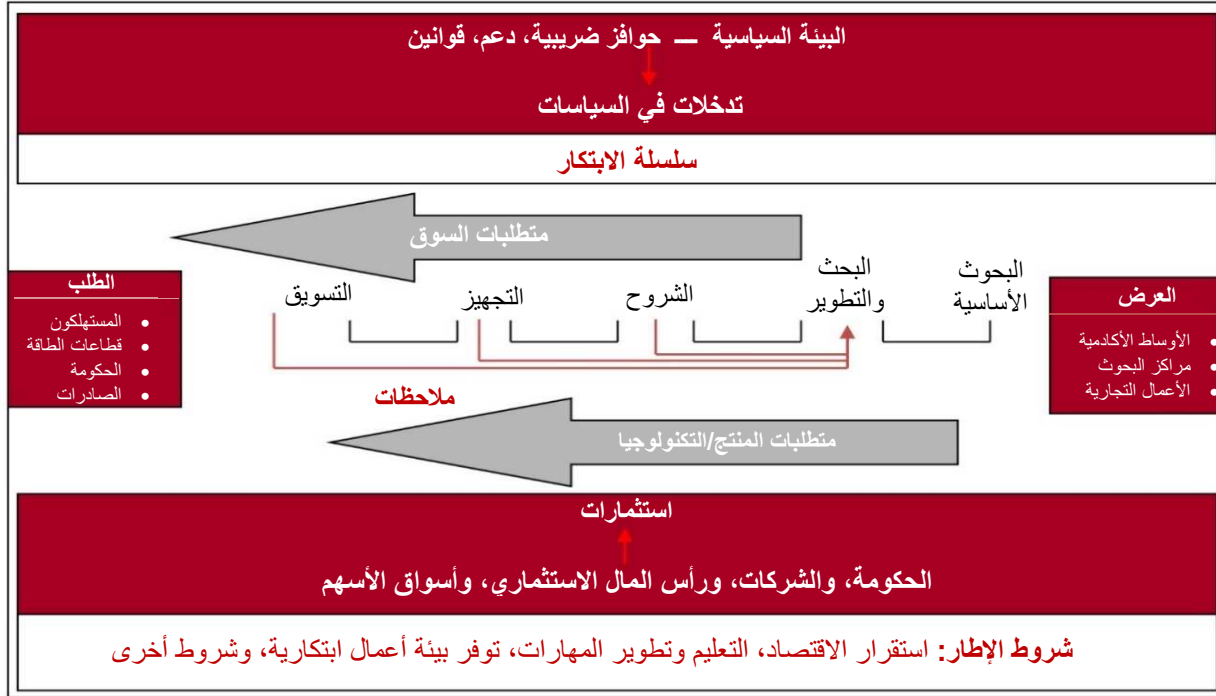 البيئة السياسية – حوافز ضريبية، دعم، قوانين
تدخلات في السياسات
سلسلة الابتكار
متطلبات السوق
العرض
الأوساط الأكاديمية
مراكز البحوث
الأعمال التجارية
البحوث
الأساسية
البحث
والتطوير
الشروح
التجهيز
التسويق
الطلب
المستهلكون
قطاعات الطاقة
الحكومة
الصادرات
ملاحظات
متطلبات المنتج/التكنولوجيا
استثمارات
الحكومة، والشركات، ورأس المال الاستثماري، وأسواق الأسهم
شروط الإطار: استقرار الاقتصاد، التعليم وتطوير المهارات، توفر بيئة أعمال ابتكارية، وشروط أخرى